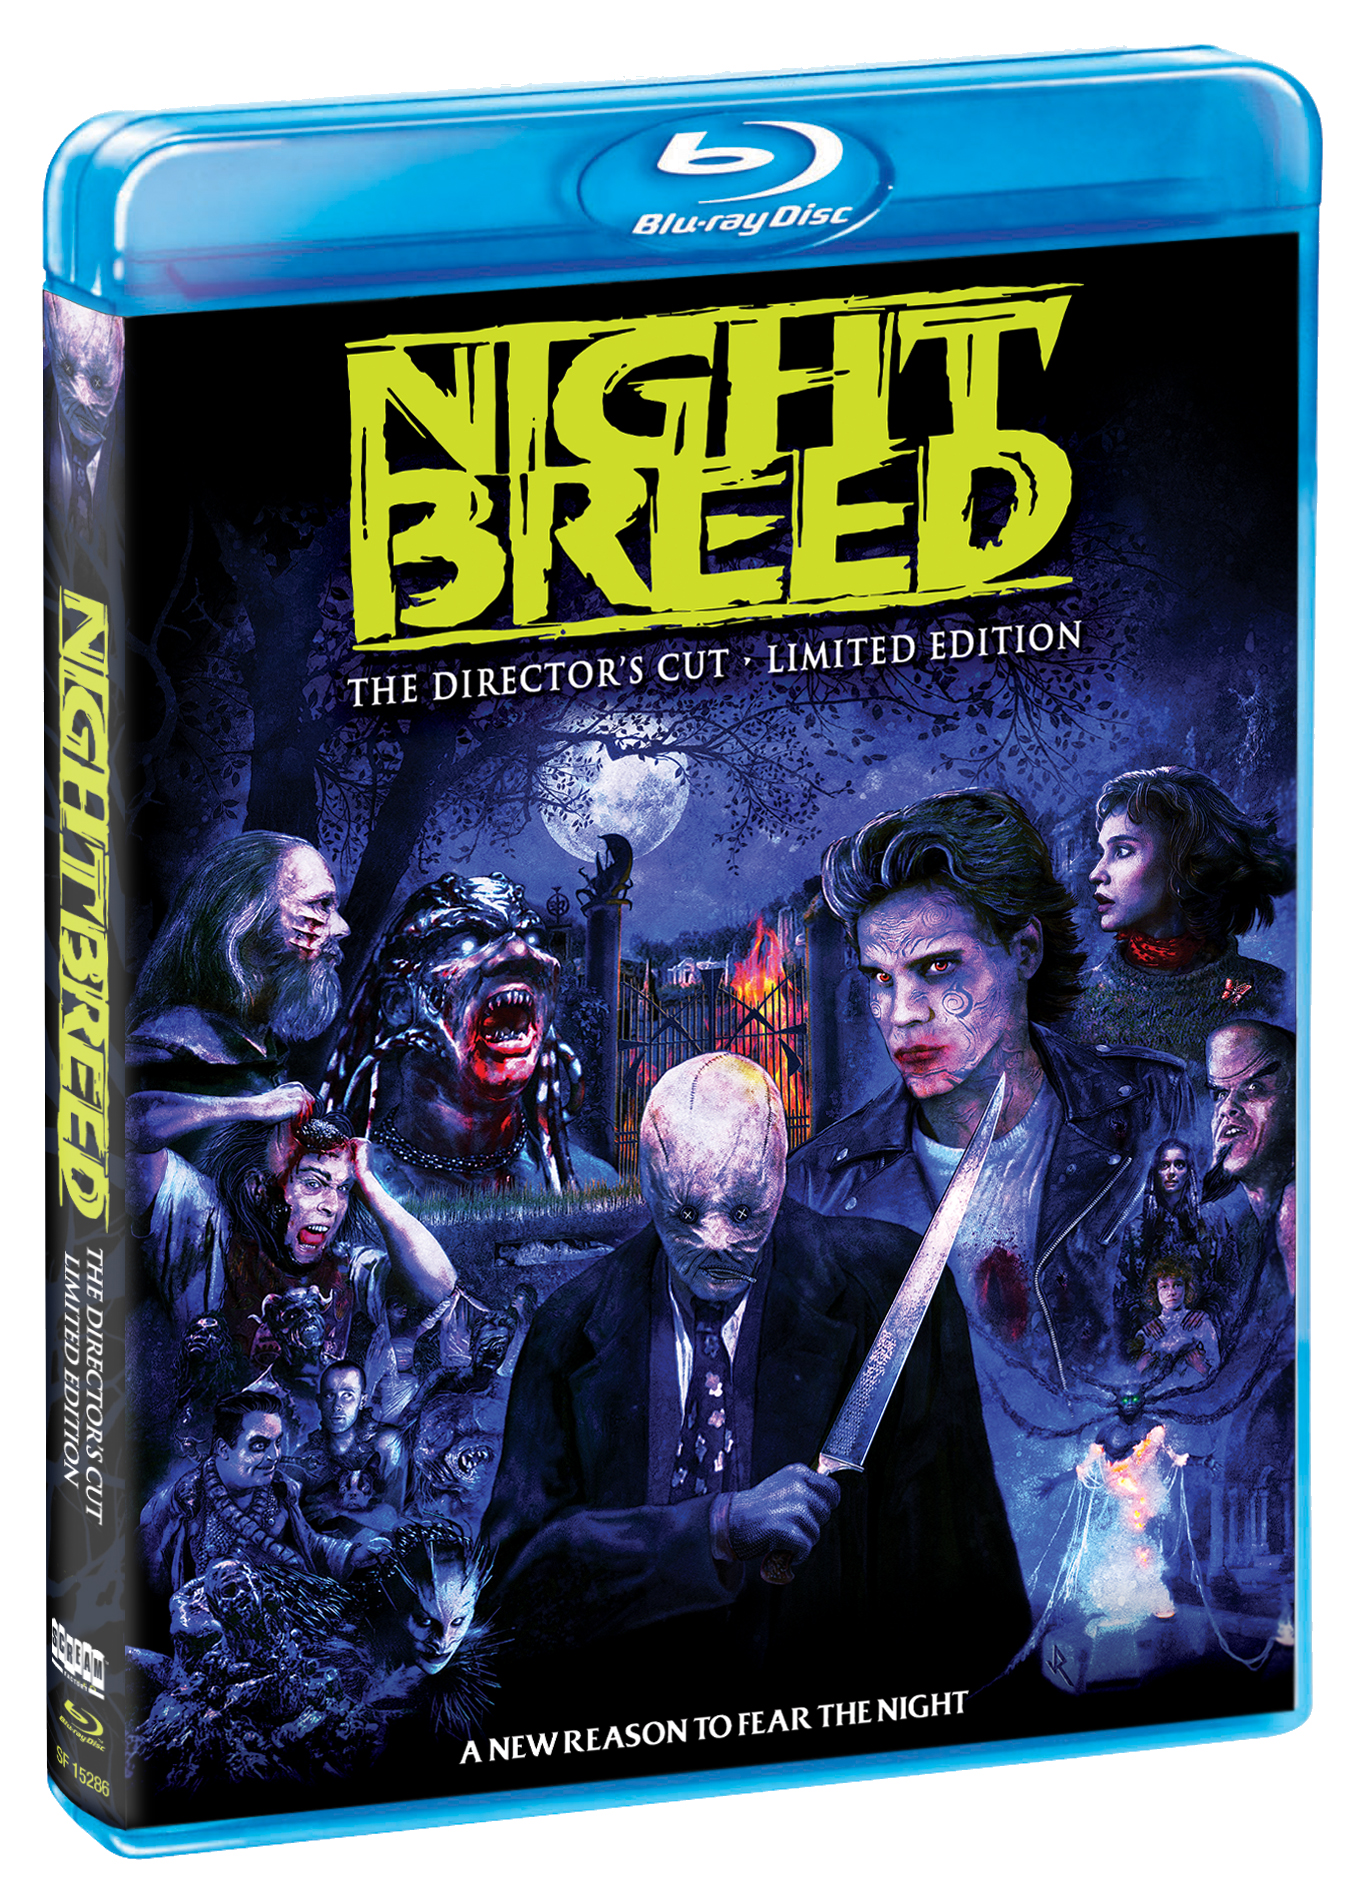 Blu-ray Disc
NIGHT
BREED
THE DIRECTOR'S CUT · LIMITED EDITION
A NEW REASON TO FEAR THE NIGHT
NIGHTBREED
THE DIRECTOR'S CUT
LIMITED EDITION
SCREAM
FACTORY
Blu-ray Disc
SF 15286
JR